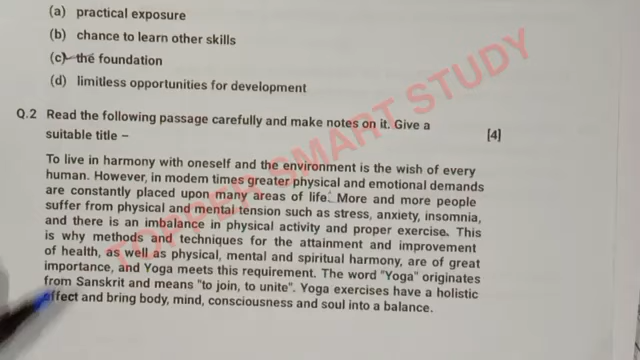 (a) practical exposure
(b) chance to learn other skills
(c) the foundation
(d) limitless opportunities for development
Q.2 Read the following passage carefully and make notes on it. Give a
suitable title – [4]
To live in harmony with oneself and the environment is the wish of every
human. However, in modem times greater physical and emotional demands
are constantly placed upon many areas of life. More and more people
suffer from physical and mental tension such as stress, anxiety, insomnia,
and there is an imbalance in physical activity and proper exercise. This
is why methods and techniques for the attainment and improvement
of health, as well as physical, mental and spiritual harmony, are of great
importance, and Yoga meets this requirement. The word "Yoga" originates
from Sanskrit and means "to join, to unite". Yoga exercises have a holistic
effect and bring body, mind, consciousness and soul into a balance.
TOPPER SMART STUDY